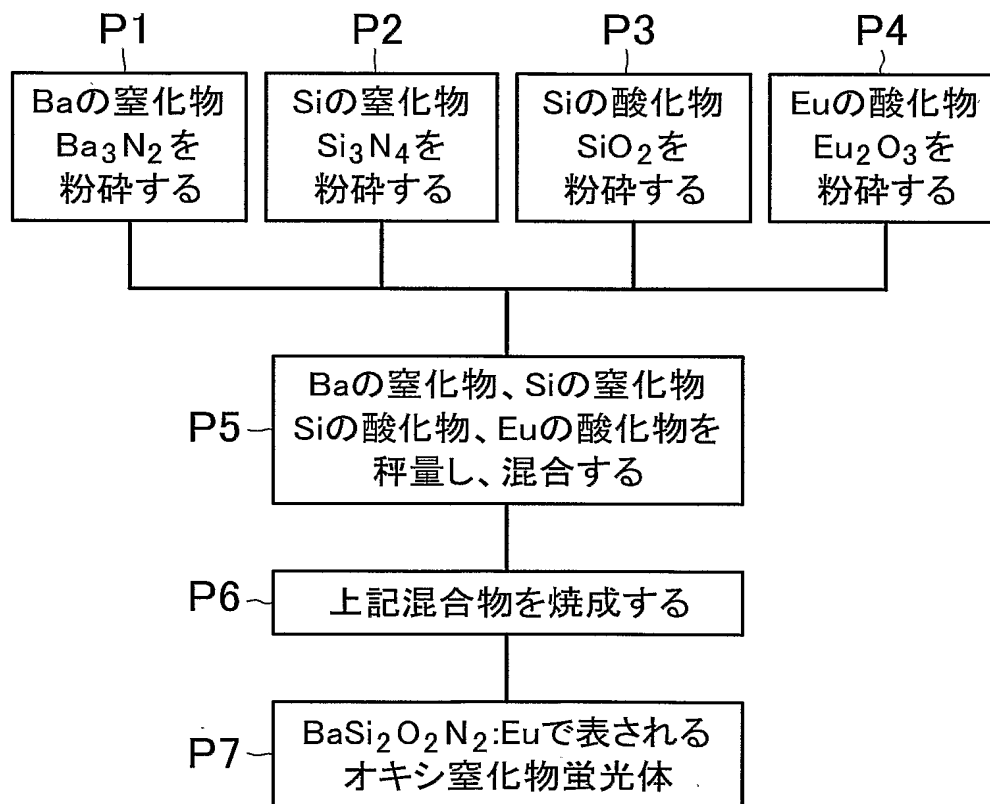 P1
P2
P3
P4
Baの窒化物
Ba₃N₂を
粉砕する
Siの窒化物
Si₃N₄を
粉砕する
Siの酸化物
SiO₂を
粉砕する
Euの酸化物
Eu₂O₃を
粉砕する
P5
Baの窒化物、Siの窒化物
Siの酸化物、Euの酸化物を
秤量し、混合する
P6
上記混合物を焼成する
P7
BaSi₂O₂N₂:Euで表される
オキシ窒化物蛍光体